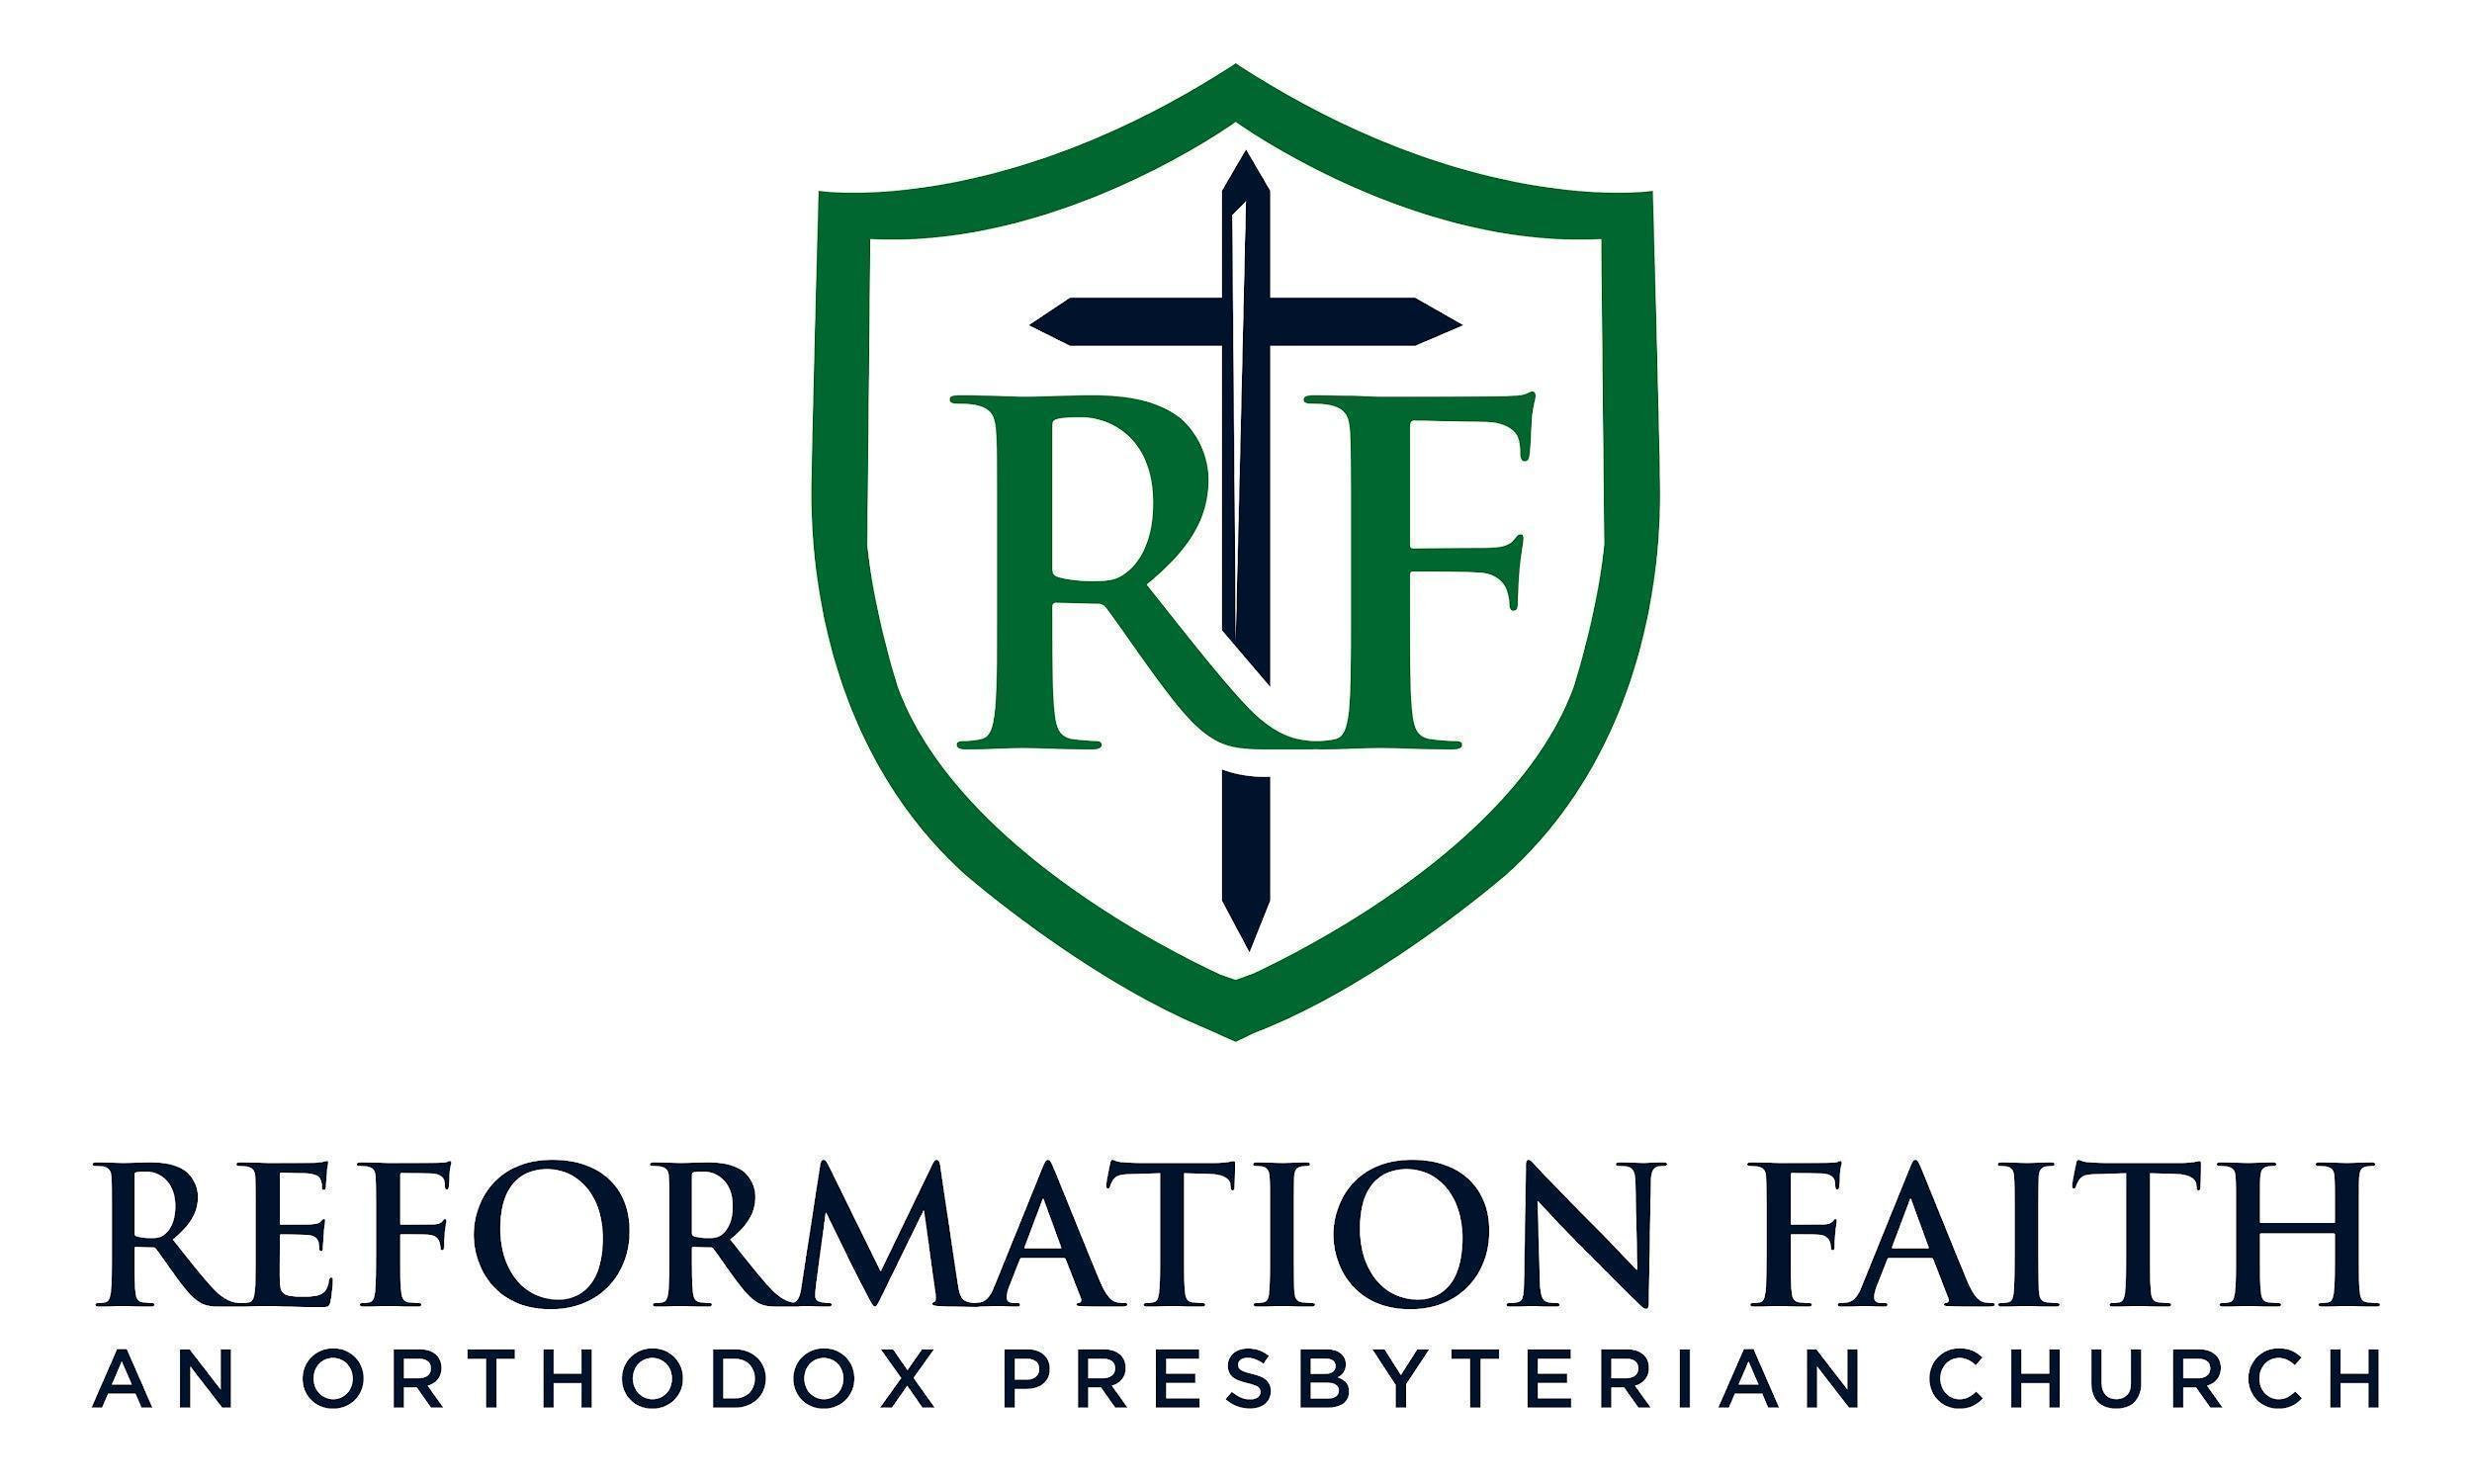 RF
REFORMATION FAITH
AN ORTHODOX PRESBYTERIAN CHURCH